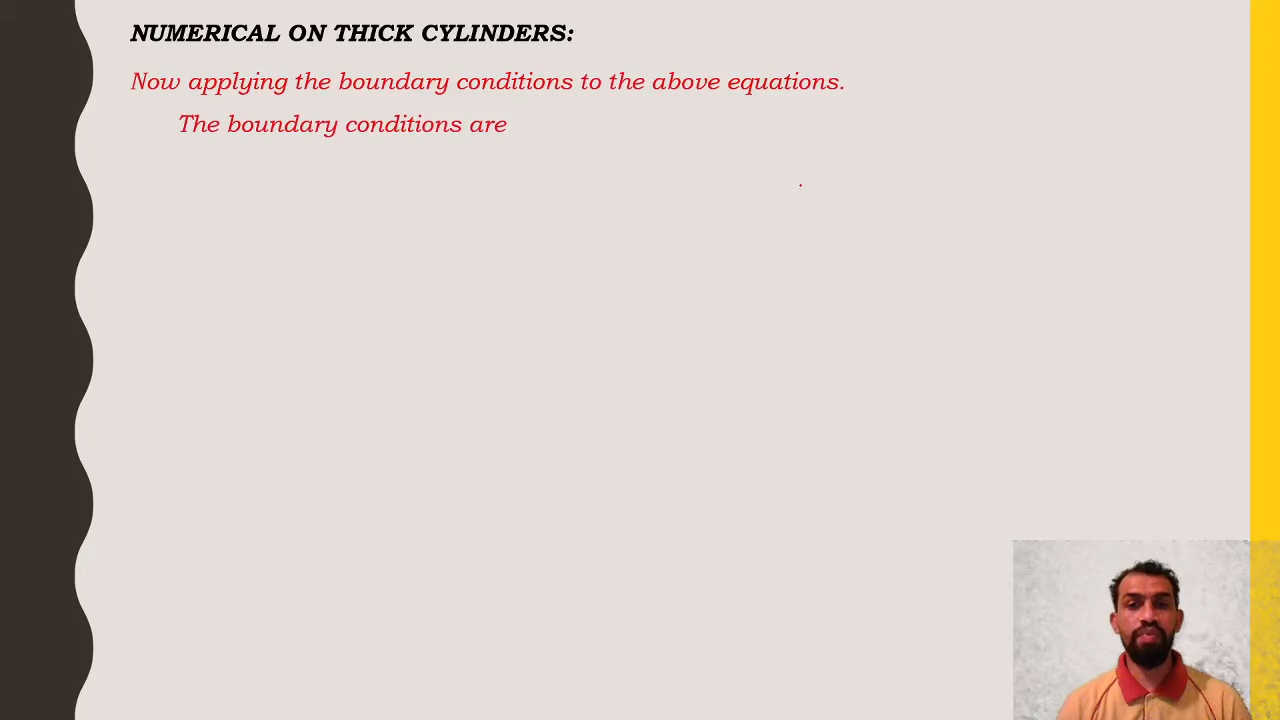 NUMERICAL ON THICK CYLINDERS:
Now applying the boundary conditions to the above equations.
The boundary conditions are